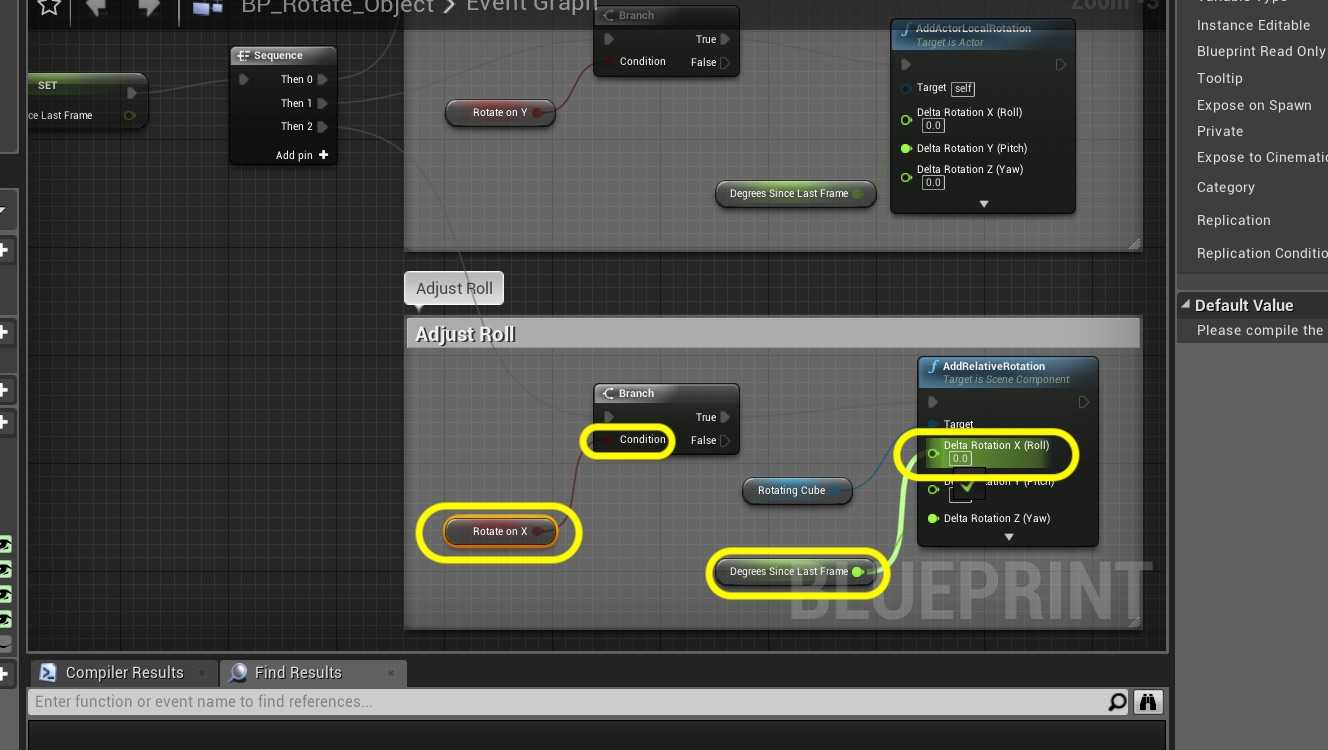 BP_Rotate_Object > Event Graph
Zoom -3
Branch
True
Condition
False
AddActorLocalRotation
Target is Actor
Target self
Delta Rotation X (Roll)
0.0
Delta Rotation Y (Pitch)
Delta Rotation Z (Yaw)
0.0
Sequence
Then 0
Then 1
Then 2
Add pin
SET
ce Last Frame
Rotate on Y
Degrees Since Last Frame
Adjust Roll
Adjust Roll
Branch
True
Condition
False
AddRelativeRotation
Target is Scene Component
Target
Delta Rotation X (Roll)
0.0
Delta Rotation Z (Yaw)
Rotating Cube
Rotate on X
Degrees Since Last Frame
BLUEPRINT
Compiler Results
Find Results
Enter function or event name to find references...
Variable Type
Instance Editable
Blueprint Read Only
Tooltip
Expose on Spawn
Private
Expose to Cinematic
Category
Replication
Replication Conditio
Default Value
Please compile the